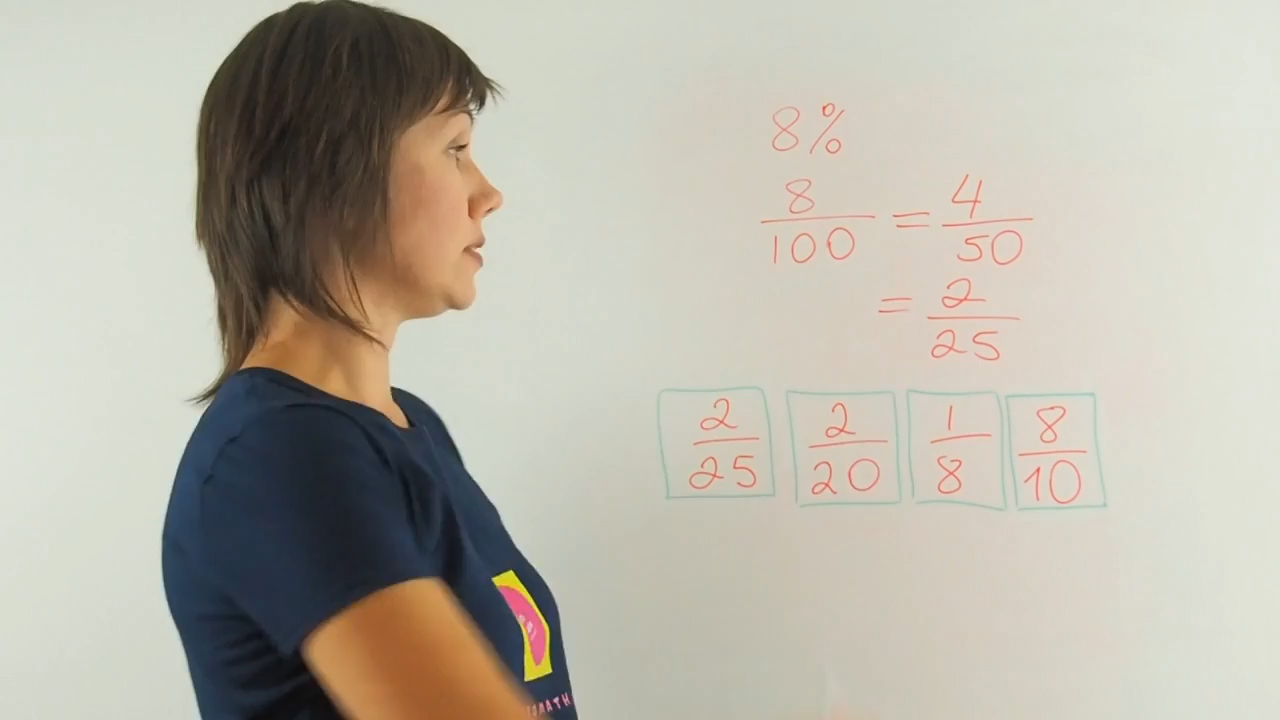 8%
8/100 = 4/50
= 2/25
2/25 2/20 1/8 8/10